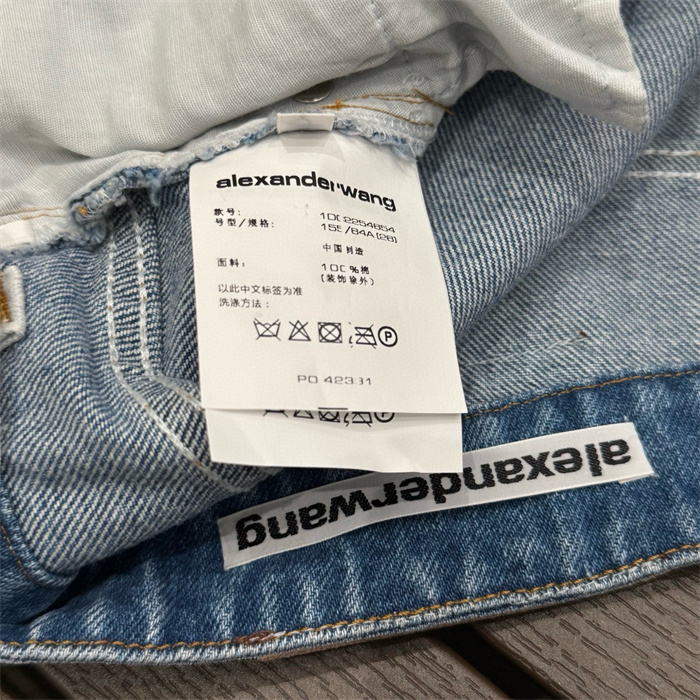 alexanderwang
款号: 1DC2254854
号型/规格: 155/64A(26)
中国制造
面料: 100%棉
(装饰除外)
以此中文标签为准
洗涤方法:
P
PO 42331
alexanderwang